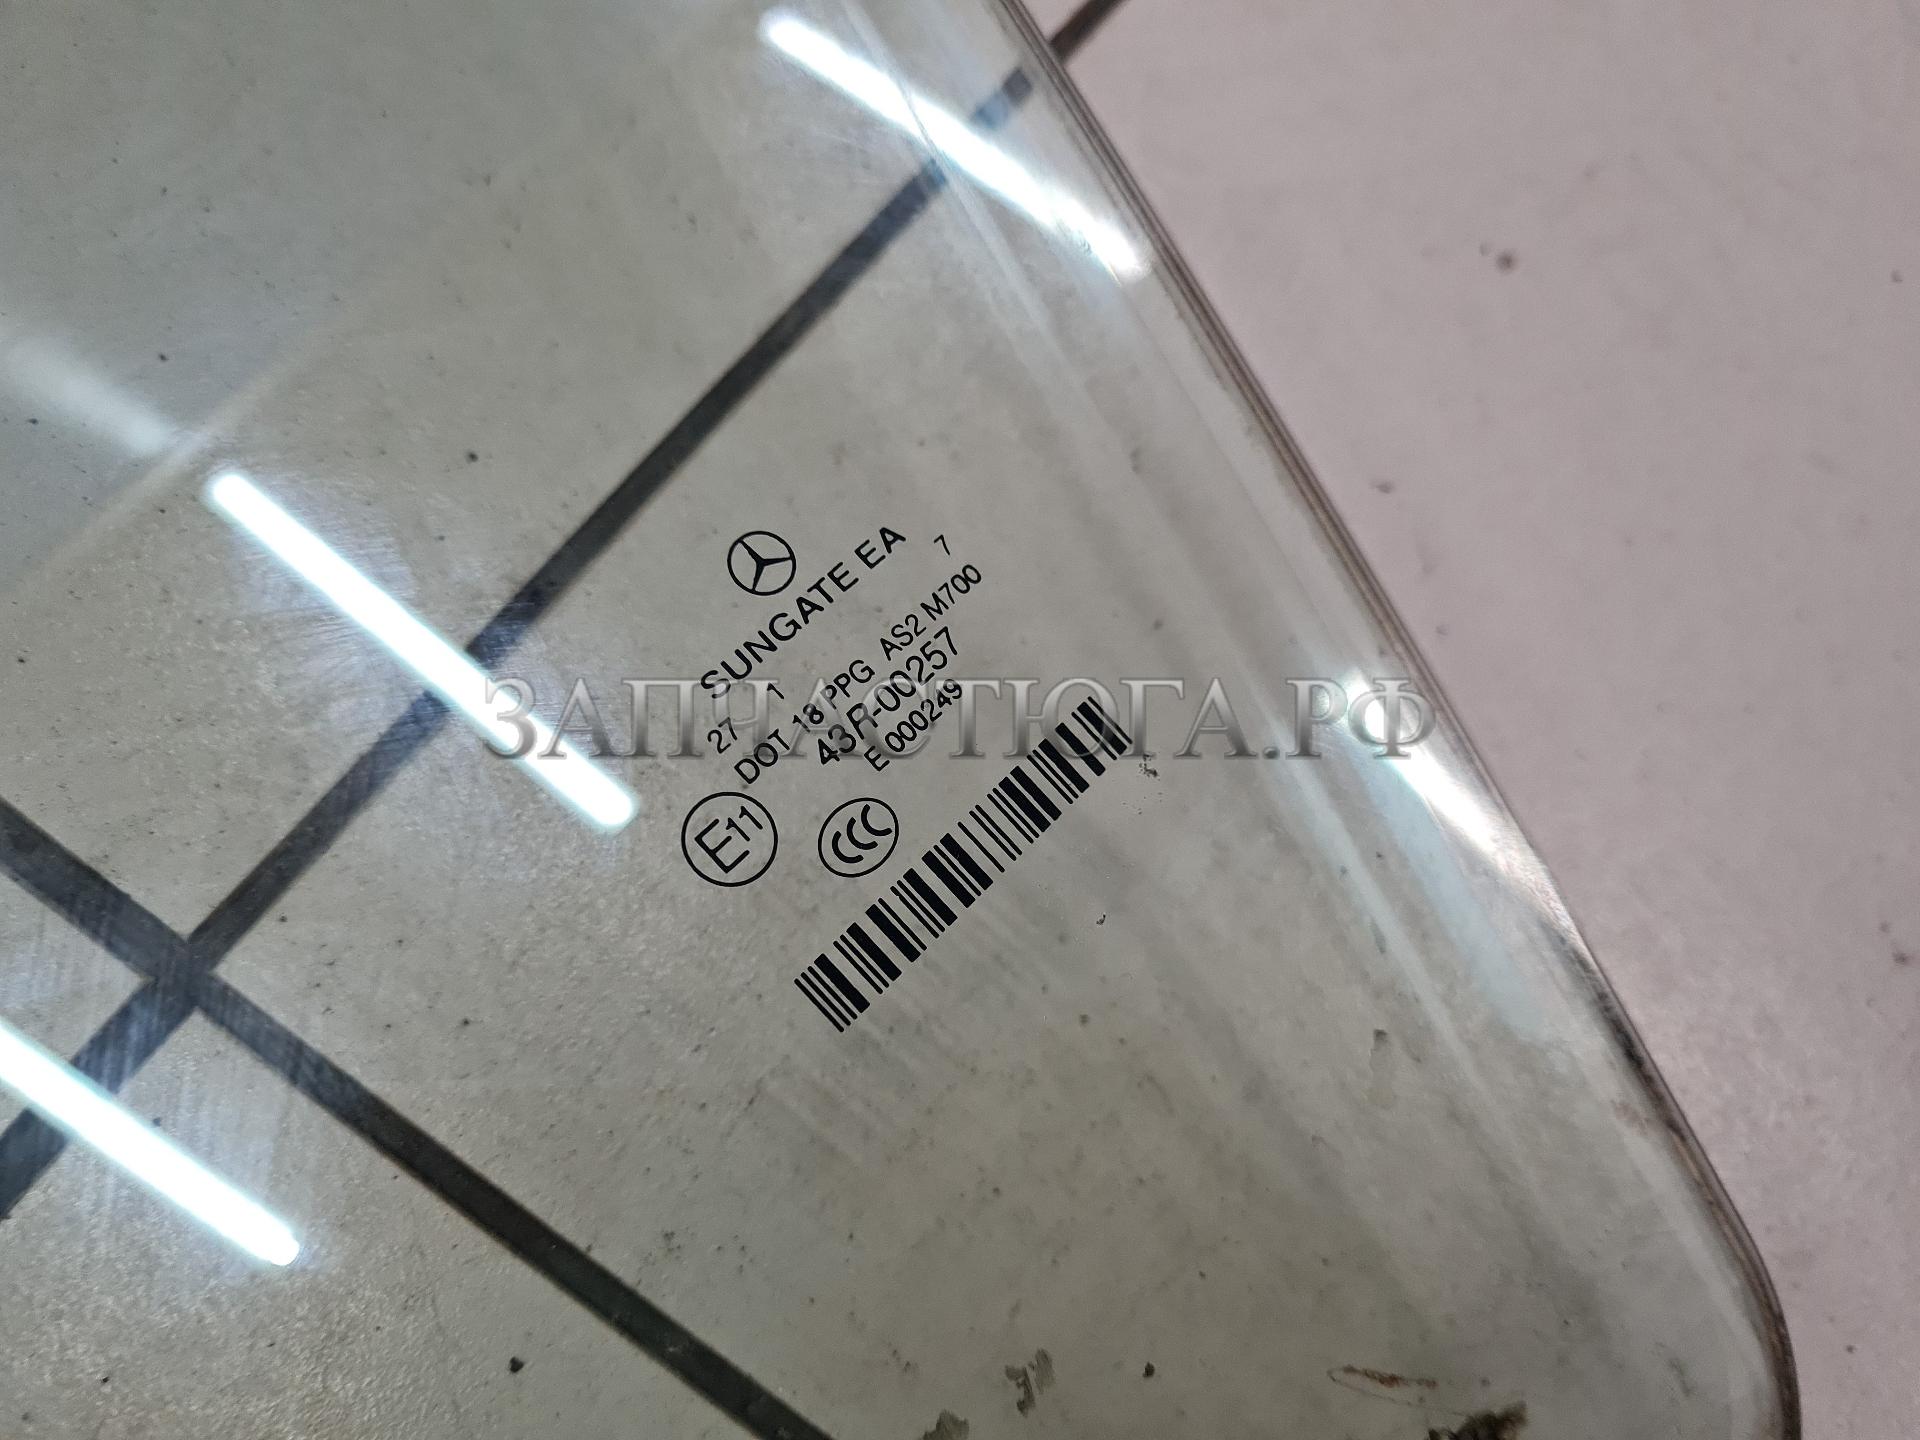 SUNGATE EA
27 1 7
DOT 18 PPG AS2 M700
43R-00257
E 000249
E11
CCC
ЗАПЧАСТЮГА.РФ